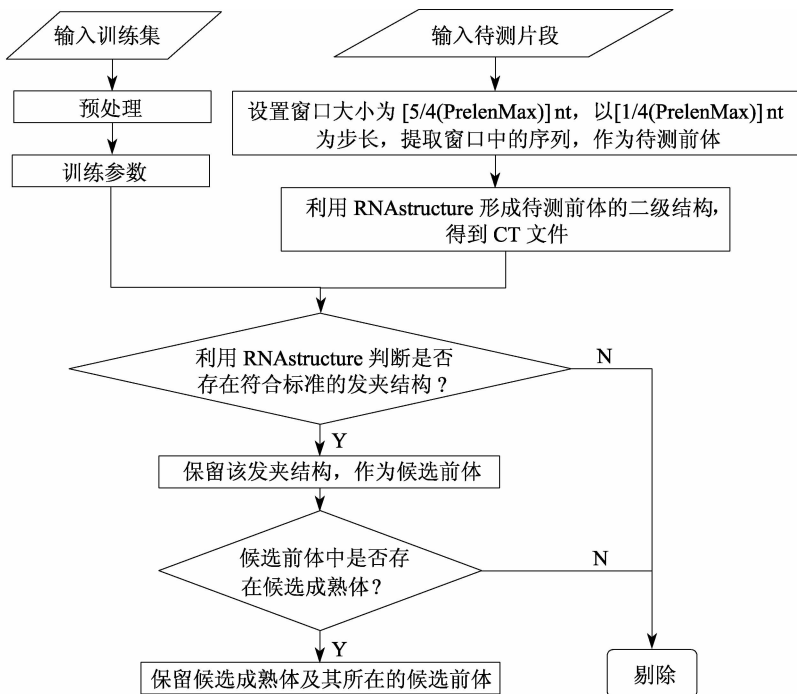 输入训练集
输入待测片段
预处理
设置窗口大小为 [5/4(PrelenMax)] nt，以[1/4(PrelenMax)] nt
为步长，提取窗口中的序列，作为待测前体
训练参数
利用 RNAstructure 形成待测前体的二级结构，
得到 CT 文件
利用 RNAstructure 判断是否
存在符合标准的发夹结构？
N
Y
保留该发夹结构，作为候选前体
候选前体中是否存
在候选成熟体？
N
Y
保留候选成熟体及其所在的候选前体
剔除